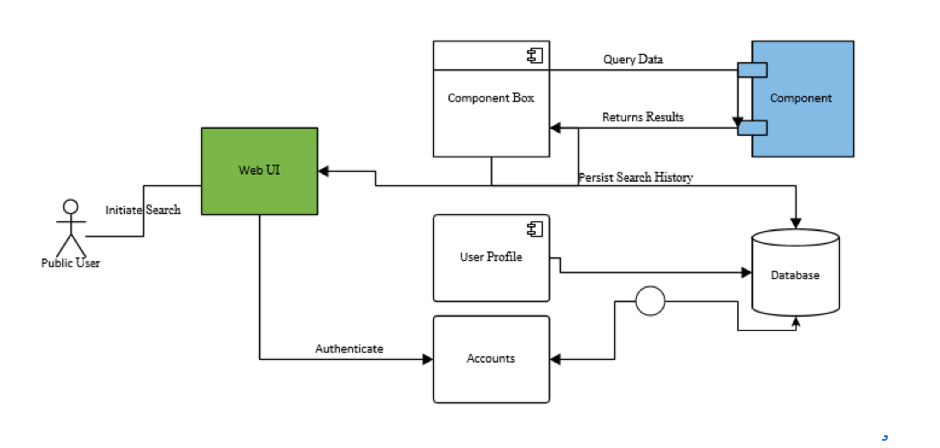 Query Data
Component Box
Component
Returns Results
Web UI
Persist Search History
Initiate Search
Public User
User Profile
Database
Authenticate
Accounts